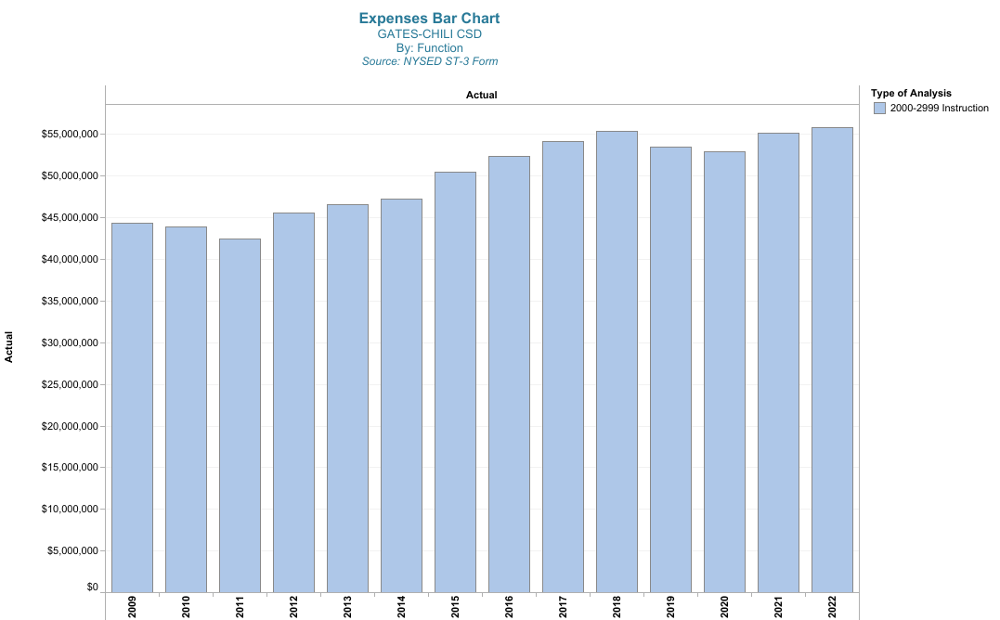 Expenses Bar Chart
GATES-CHILI CSD
By: Function
Source: NYSED ST-3 Form
Actual
Type of Analysis
2000-2999 Instruction
$55,000,000
$50,000,000
$45,000,000
$40,000,000
$35,000,000
$30,000,000
$25,000,000
$20,000,000
$15,000,000
$10,000,000
$5,000,000
$0
Actual
2009 2010 2011 2012 2013 2014 2015 2016 2017 2018 2019 2020 2021 2022